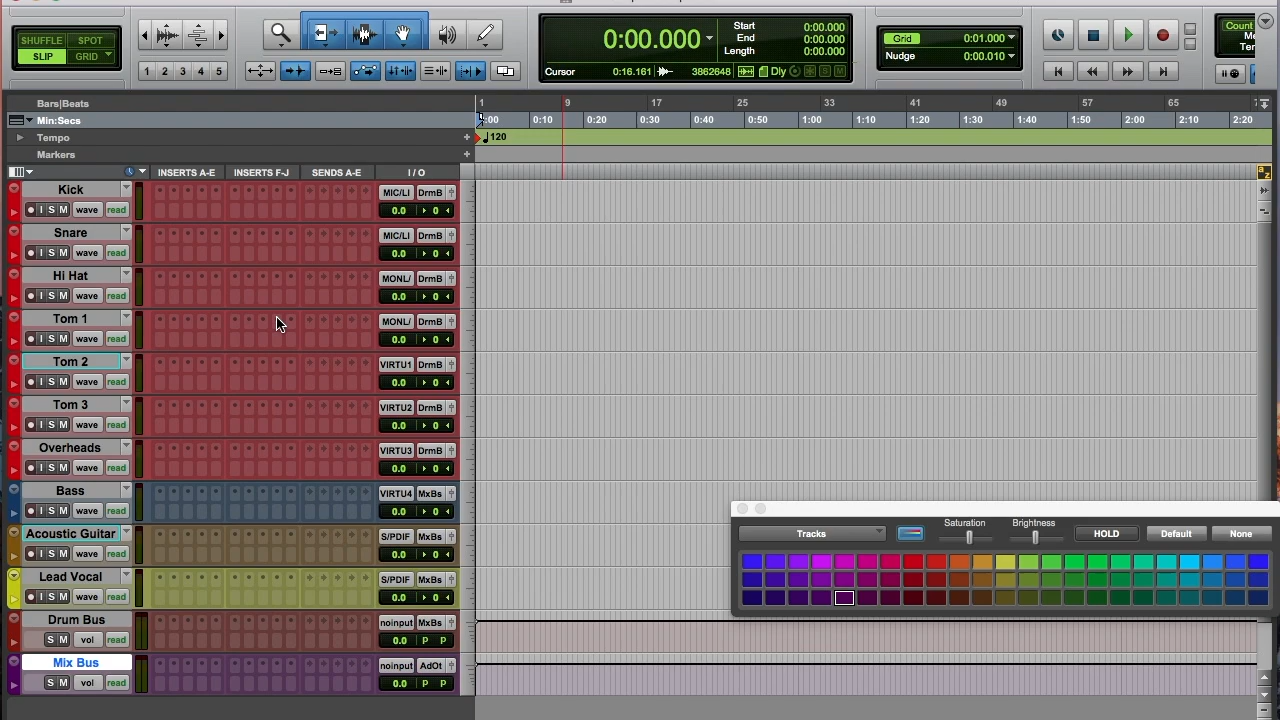 SHUFFLE SPOT
SLIP GRID
1 2 3 4 5
0:00.000
Start 0:00.000
End 0:00.000
Length 0:00.000
Cursor 0:16.161 3862648 Dly
Grid 0:01.000
Nudge 0:00.010
Count
Bars|Beats 1 9 17 25 33 41 49 57 65
Min:Secs 0:10 0:20 0:30 0:40 0:50 1:00 1:10 1:20 1:30 1:40 1:50 2:00 2:10 2:20
Tempo 120
Markers
INSERTS A-E INSERTS F-J SENDS A-E I / O
a z
Kick MIC/LI DrmB
I S M wave read 0.0 0
Snare MIC/LI DrmB
I S M wave read 0.0 0
Hi Hat MONL/ DrmB
I S M wave read 0.0 0
Tom 1 MONL/ DrmB
I S M wave read 0.0 0
Tom 2 VIRTU1 DrmB
I S M wave read 0.0 0
Tom 3 VIRTU2 DrmB
I S M wave read 0.0 0
Overheads VIRTU3 DrmB
I S M wave read 0.0 0
Bass VIRTU4 MxBs
I S M wave read 0.0 0
Acoustic Guitar S/PDIF MxBs
I S M wave read 0.0 0
Lead Vocal S/PDIF MxBs
I S M wave read 0.0 0
Drum Bus noinput MxBs
S M vol read 0.0 P P
Mix Bus noinput AdOt
S M vol read 0.0 P P
Saturation Brightness
Tracks HOLD Default None